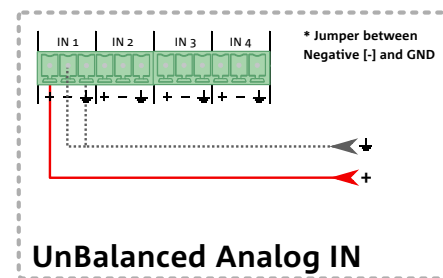 IN 1 IN 2 IN 3 IN 4
* Jumper between
Negative [-] and GND
+ - + - + - + -
+
UnBalanced Analog IN